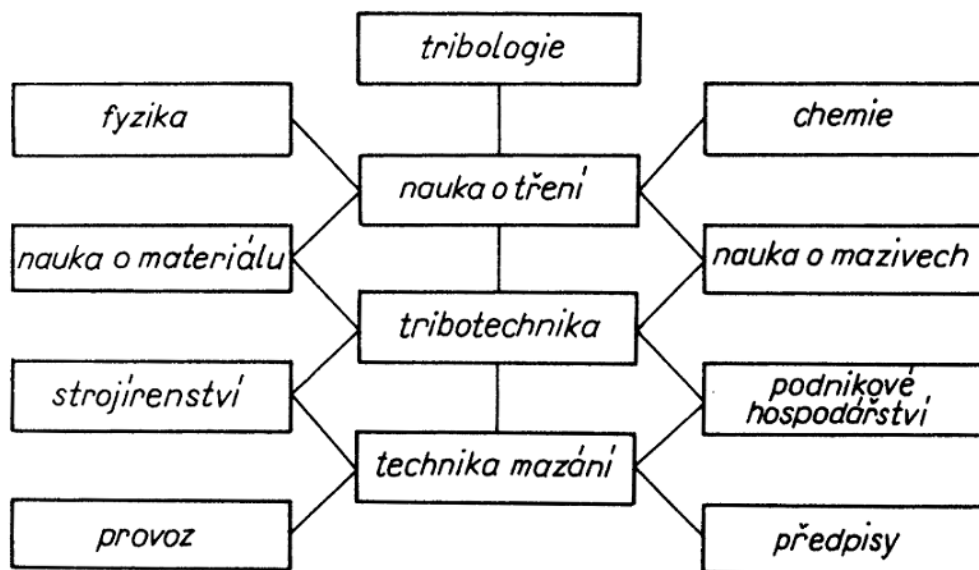 tribologie
fyzika
chemie
nauka o tření
nauka o materiálu
nauka o mazivech
tribotechnika
strojírenství
podnikové
hospodářství
technika mazání
provoz
předpisy